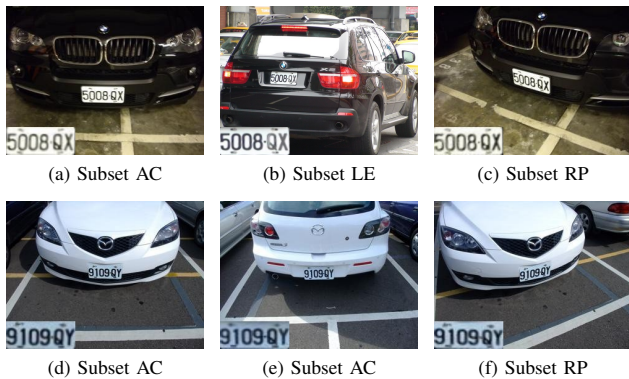 5008·QX
5008·QX
(a) Subset AC
X5
5008·QX
5008·QX
(b) Subset LE
5008·QX
5008·QX
(c) Subset RP
9109·QY
9109·QY
(d) Subset AC
9109·QY
9109·QY
(e) Subset AC
9109·QY
9109·QY
(f) Subset RP